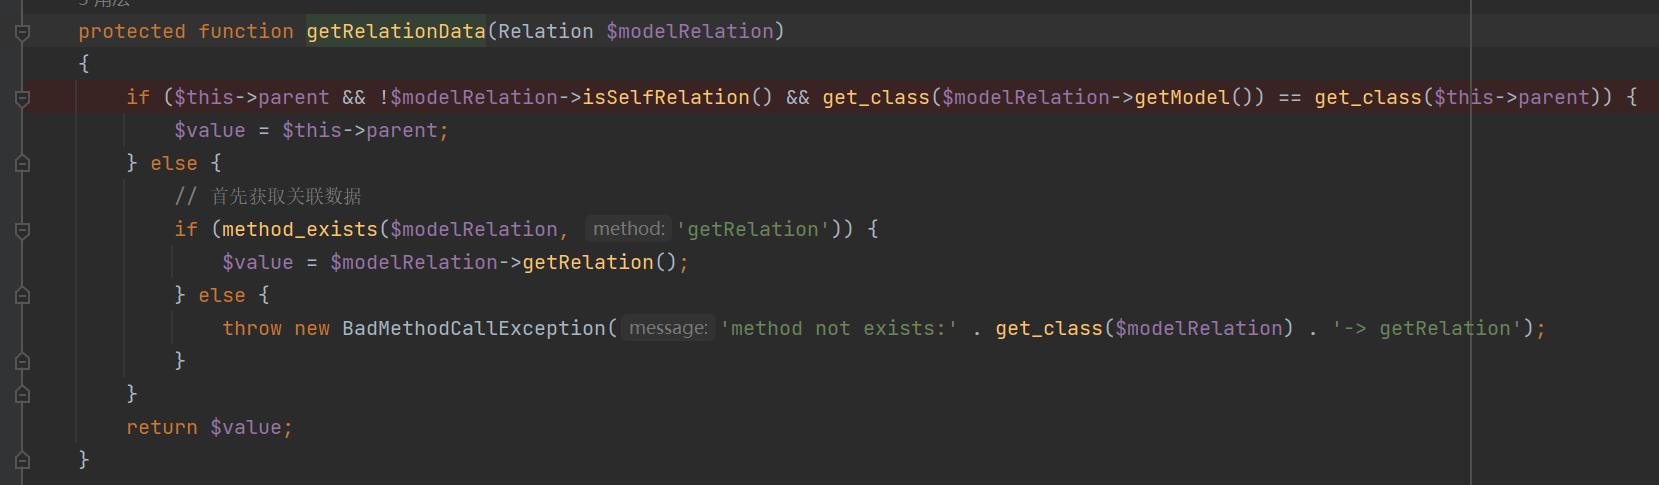 protected function getRelationData(Relation $modelRelation)
{
if ($this->parent && !$modelRelation->isSelfRelation() && get_class($modelRelation->getModel()) == get_class($this->parent)) {
$value = $this->parent;
} else {
// 首先获取关联数据
if (method_exists($modelRelation, method: 'getRelation')) {
$value = $modelRelation->getRelation();
} else {
throw new BadMethodCallException( message: 'method not exists:' . get_class($modelRelation) . '-> getRelation');
}
}
return $value;
}